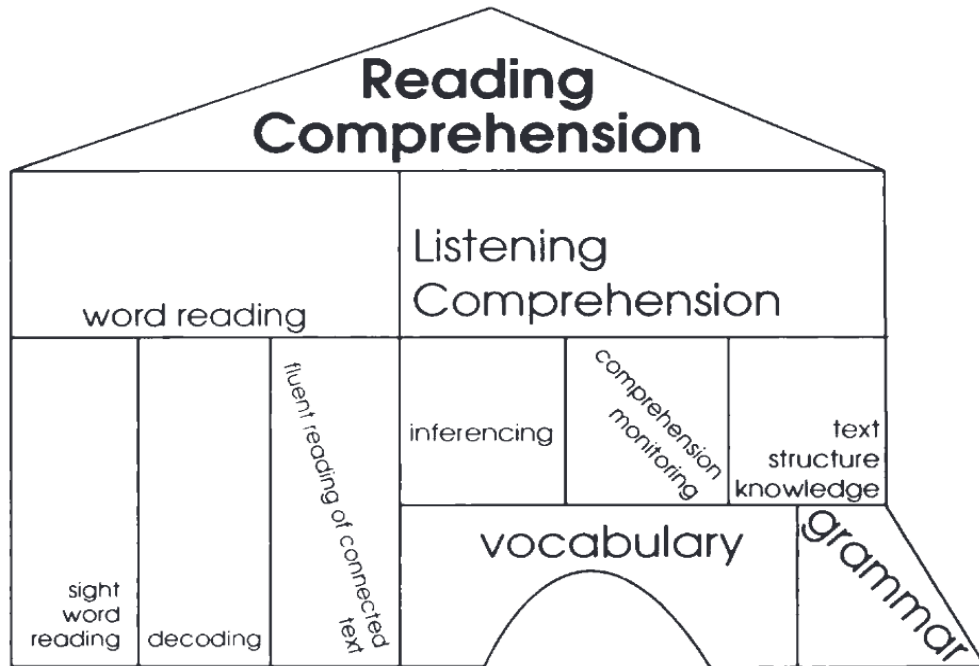 Reading
Comprehension
word reading
Listening
Comprehension
sight
word
reading
decoding
fluent reading of connected
text
inferencing
comprehension
monitoring
text
structure
knowledge
vocabulary
grammar